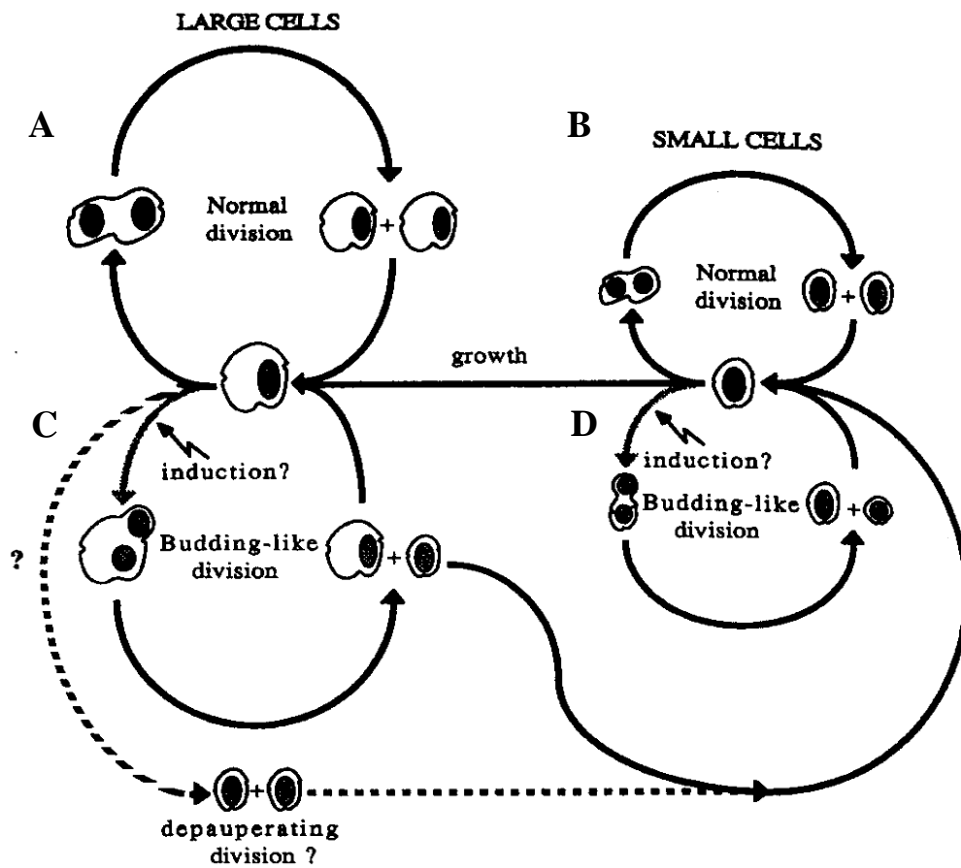 LARGE CELLS
A
B
SMALL CELLS
Normal
division
+
Normal
division
+
growth
C
D
induction?
induction?
Budding-like
division
+
Budding-like
division
+
?
+
depauperating
division ?